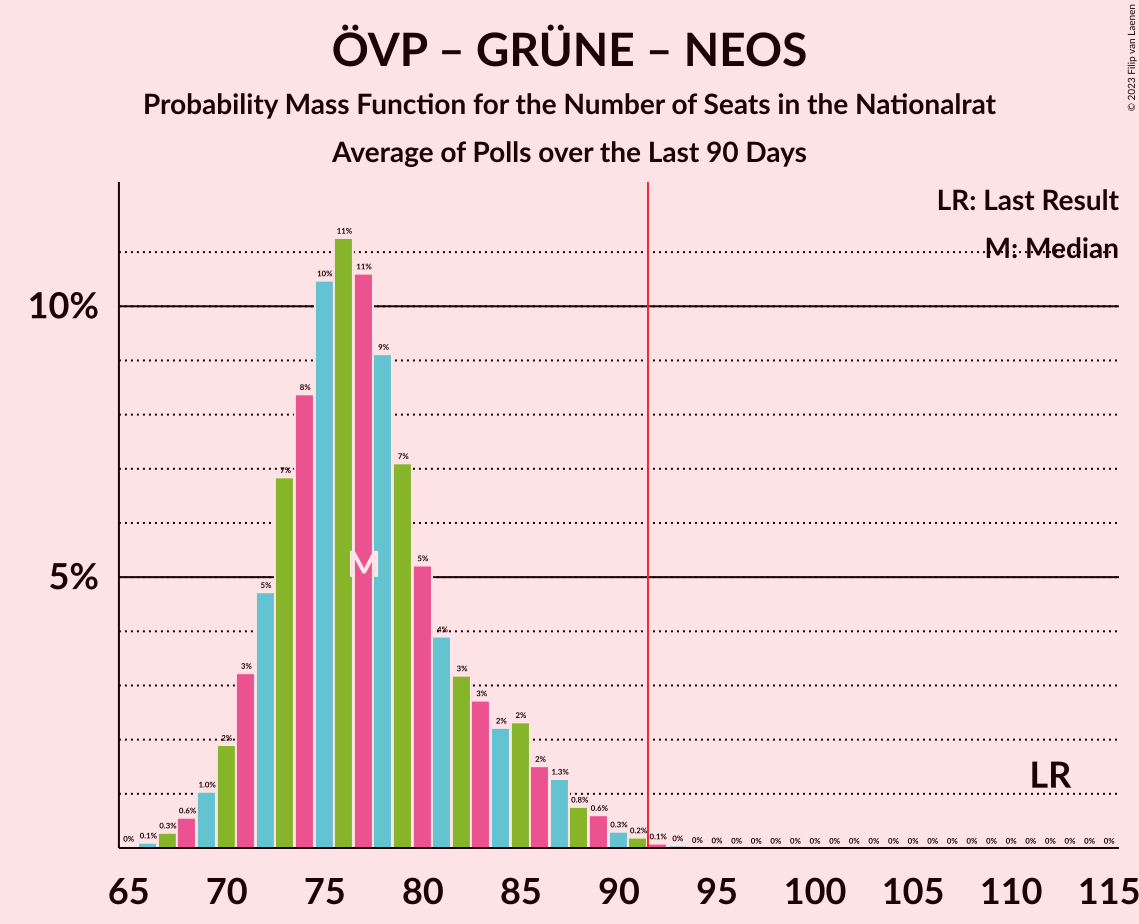 ÖVP – GRÜNE – NEOS
Probability Mass Function for the Number of Seats in the Nationalrat
Average of Polls over the Last 90 Days
© 2023 Filip van Laenen
LR: Last Result
M: Median
10%
5%
0% 0.1% 0.3% 0.6% 1.0% 2% 3% 5% 7% 8% 10% 11% 11% 9% 7% 5% 4% 3% 3% 2% 2% 2% 1.3% 0.8% 0.6% 0.3% 0.2% 0.1% 0% 0% 0% 0% 0% 0% 0% 0% 0% 0% 0% 0% 0% 0% 0% 0% 0% 0% 0% 0% 0% 0% 0%
M
LR
65 70 75 80 85 90 95 100 105 110 115